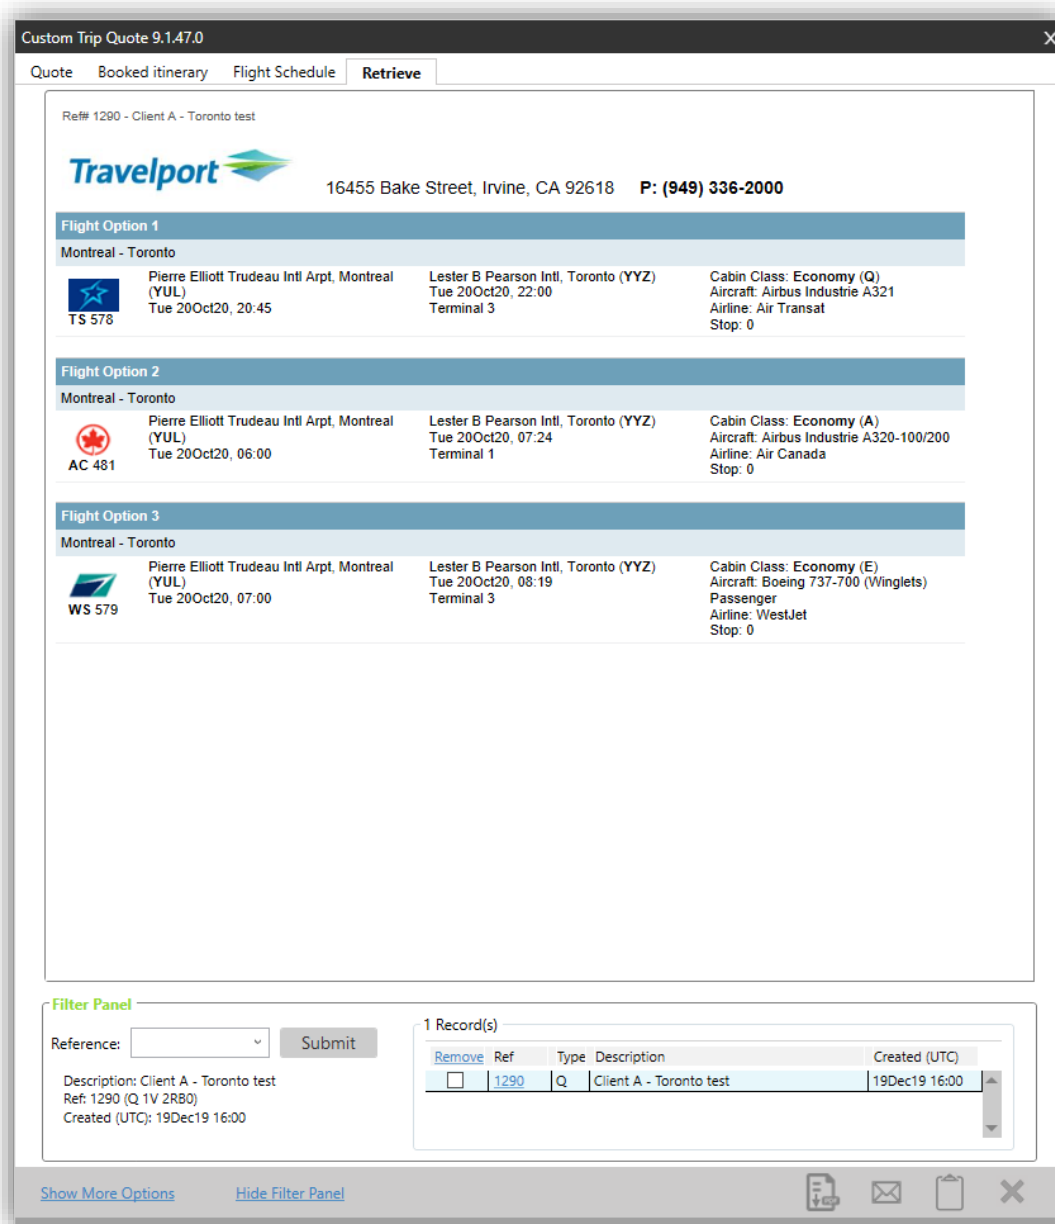 Custom Trip Quote 9.1.47.0
X
Quote Booked itinerary Flight Schedule Retrieve
Ref# 1290 - Client A - Toronto test
Travelport
16455 Bake Street, Irvine, CA 92618 P: (949) 336-2000
Flight Option 1
Montreal - Toronto
Pierre Elliott Trudeau Intl Arpt, Montreal
(YUL)
Tue 20Oct20, 20:45
TS 578
Lester B Pearson Intl, Toronto (YYZ)
Tue 20Oct20, 22:00
Terminal 3
Cabin Class: Economy (Q)
Aircraft: Airbus Industrie A321
Airline: Air Transat
Stop: 0
Flight Option 2
Montreal - Toronto
Pierre Elliott Trudeau Intl Arpt, Montreal
(YUL)
Tue 20Oct20, 06:00
AC 481
Lester B Pearson Intl, Toronto (YYZ)
Tue 20Oct20, 07:24
Terminal 1
Cabin Class: Economy (A)
Aircraft: Airbus Industrie A320-100/200
Airline: Air Canada
Stop: 0
Flight Option 3
Montreal - Toronto
Pierre Elliott Trudeau Intl Arpt, Montreal
(YUL)
Tue 20Oct20, 07:00
WS 579
Lester B Pearson Intl, Toronto (YYZ)
Tue 20Oct20, 08:19
Terminal 3
Cabin Class: Economy (E)
Aircraft: Boeing 737-700 (Winglets)
Passenger
Airline: WestJet
Stop: 0
Filter Panel
Reference:
Submit
Description: Client A - Toronto test
Ref: 1290 (Q 1V 2RB0)
Created (UTC): 19Dec19 16:00
1 Record(s)
Remove Ref Type Description Created (UTC)
1290 Q Client A - Toronto test 19Dec19 16:00
Show More Options Hide Filter Panel
PDF